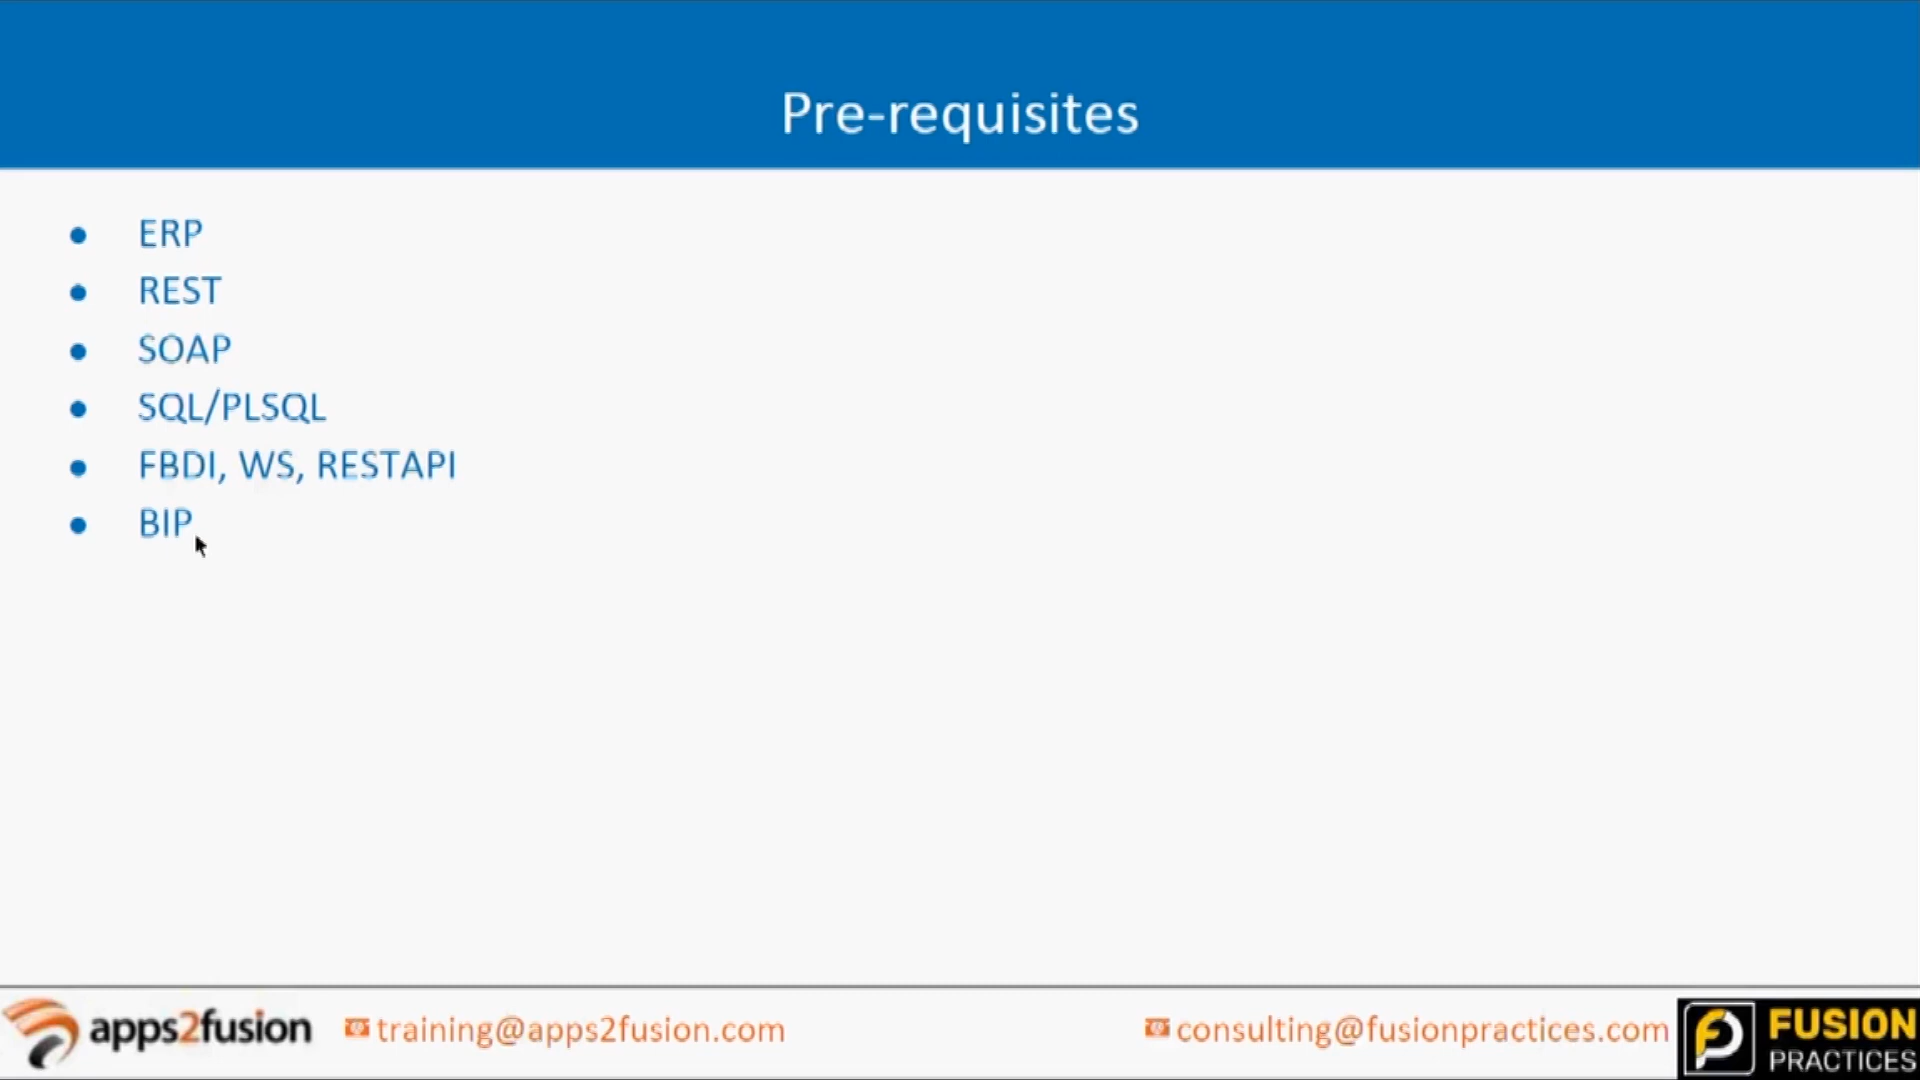 Pre-requisites
ERP
REST
SOAP
SQL/PLSQL
FBDI, WS, RESTAPI
BIP
apps2fusion
training@apps2fusion.com
consulting@fusionpractices.com
FUSION
PRACTICES